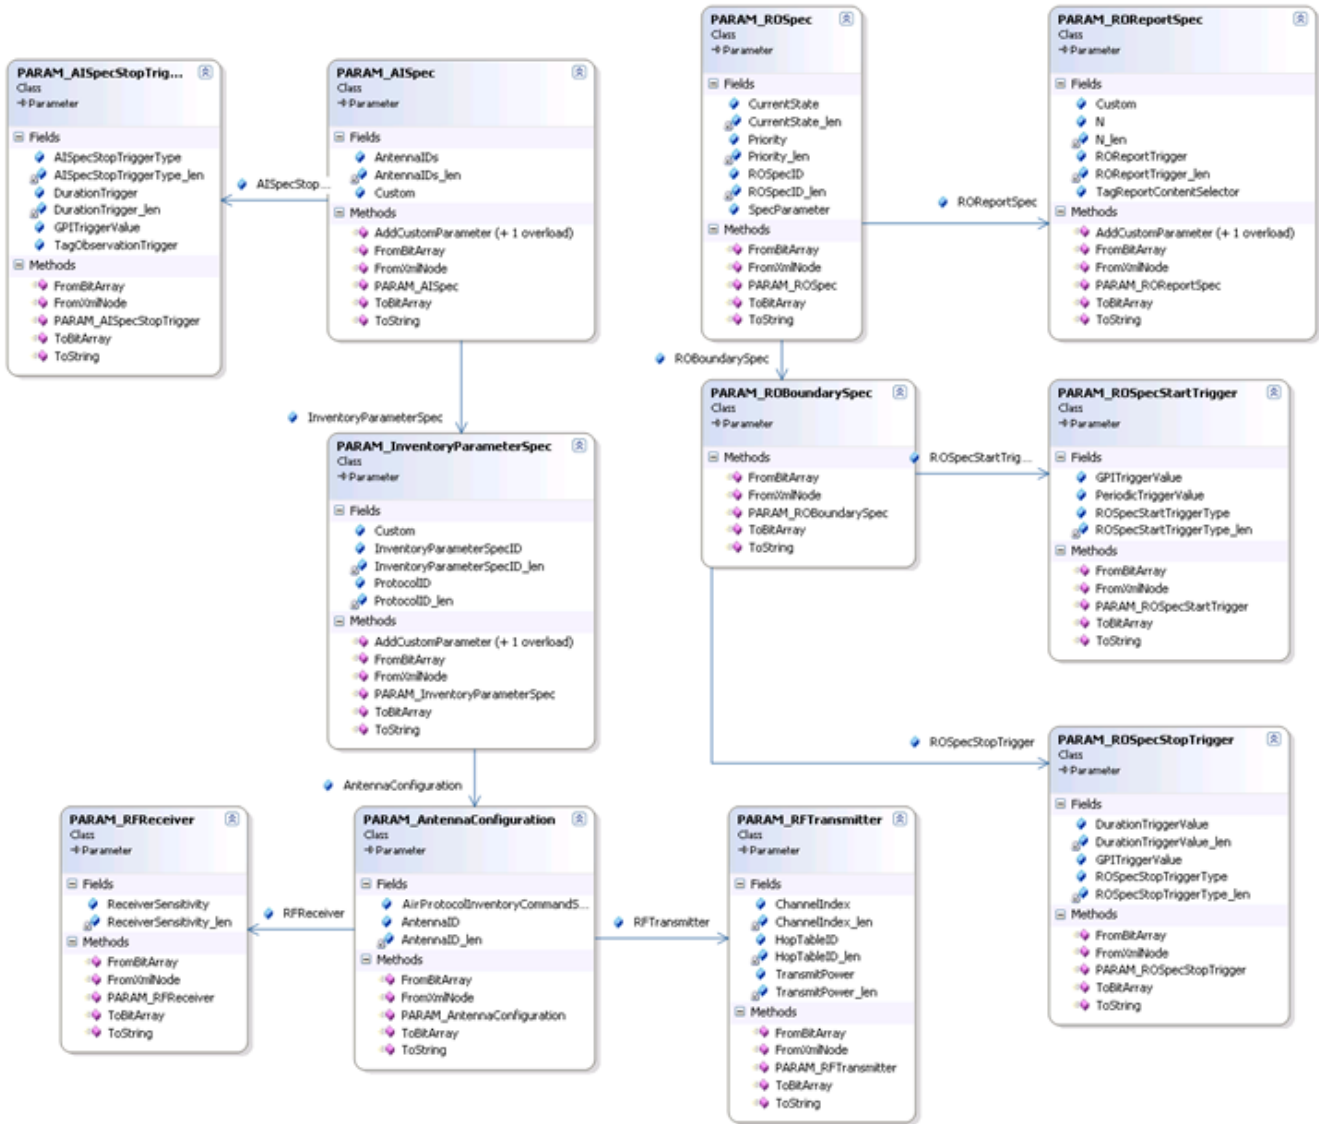 PARAM_AISpecStopTrig...
Class
Parameter
Fields
AISpecStopTriggerType
AISpecStopTriggerType_len
DurationTrigger
DurationTrigger_len
GPITriggerValue
TagObservationTrigger
Methods
FromBitArray
FromXmlNode
PARAM_AISpecStopTrigger
ToBitArray
ToString
AISpecStop...
PARAM_AISpec
Class
Parameter
Fields
AntennaIDs
AntennaIDs_len
Custom
Methods
AddCustomParameter (+ 1 overload)
FromBitArray
FromXmlNode
PARAM_AISpec
ToBitArray
ToString
InventoryParameterSpec
PARAM_InventoryParameterSpec
Class
Parameter
Fields
Custom
InventoryParameterSpecID
InventoryParameterSpecID_len
ProtocolID
ProtocolID_len
Methods
AddCustomParameter (+ 1 overload)
FromBitArray
FromXmlNode
PARAM_InventoryParameterSpec
ToBitArray
ToString
AntennaConfiguration
PARAM_RFReceiver
Class
Parameter
Fields
ReceiverSensitivity
ReceiverSensitivity_len
Methods
FromBitArray
FromXmlNode
PARAM_RFReceiver
ToBitArray
ToString
RFReceiver
PARAM_AntennaConfiguration
Class
Parameter
Fields
AirProtocolInventoryCommandS...
AntennaID
AntennaID_len
Methods
FromBitArray
FromXmlNode
PARAM_AntennaConfiguration
ToBitArray
ToString
RFTransmitter
PARAM_RFTransmitter
Class
Parameter
Fields
ChannelIndex
ChannelIndex_len
HopTableID
HopTableID_len
TransmitPower
TransmitPower_len
Methods
FromBitArray
FromXmlNode
PARAM_RFTransmitter
ToBitArray
ToString
PARAM_ROSpec
Class
Parameter
Fields
CurrentState
CurrentState_len
Priority
Priority_len
ROSpecID
ROSpecID_len
SpecParameter
Methods
FromBitArray
FromXmlNode
PARAM_ROSpec
ToBitArray
ToString
ROReportSpec
PARAM_ROReportSpec
Class
Parameter
Fields
Custom
N
N_len
ROReportTrigger
ROReportTrigger_len
TagReportContentSelector
Methods
AddCustomParameter (+ 1 overload)
FromBitArray
FromXmlNode
PARAM_ROReportSpec
ToBitArray
ToString
ROBoundarySpec
PARAM_ROBoundarySpec
Class
Parameter
Methods
FromBitArray
FromXmlNode
PARAM_ROBoundarySpec
ToBitArray
ToString
ROSpecStartTrig...
PARAM_ROSpecStartTrigger
Class
Parameter
Fields
GPITriggerValue
PeriodicTriggerValue
ROSpecStartTriggerType
ROSpecStartTriggerType_len
Methods
FromBitArray
FromXmlNode
PARAM_ROSpecStartTrigger
ToBitArray
ToString
ROSpecStopTrigger
PARAM_ROSpecStopTrigger
Class
Parameter
Fields
DurationTriggerValue
DurationTriggerValue_len
GPITriggerValue
ROSpecStopTriggerType
ROSpecStopTriggerType_len
Methods
FromBitArray
FromXmlNode
PARAM_ROSpecStopTrigger
ToBitArray
ToString